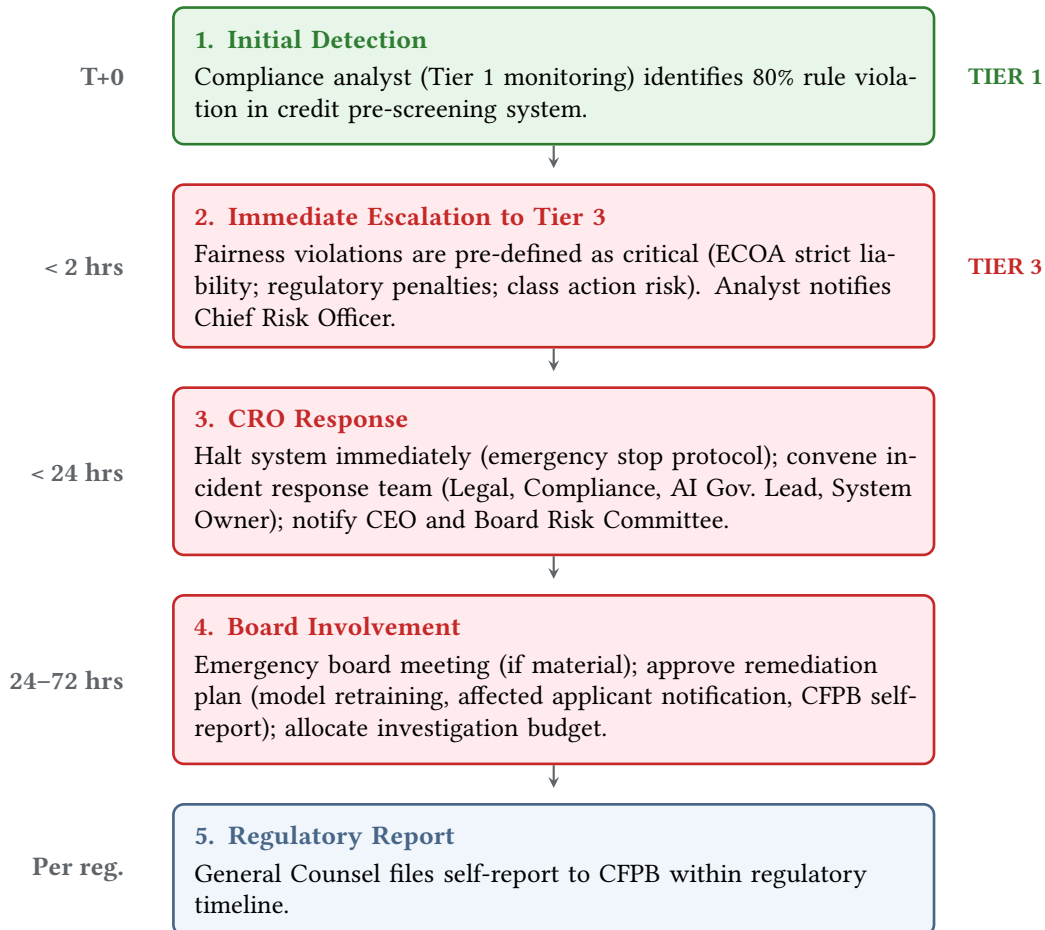 1. Initial Detection
T+0
Compliance analyst (Tier 1 monitoring) identifies 80% rule viola-
tion in credit pre-screening system.
TIER 1
2. Immediate Escalation to Tier 3
< 2 hrs
Fairness violations are pre-defined as critical (ECOA strict lia-
bility; regulatory penalties; class action risk). Analyst notifies
Chief Risk Officer.
TIER 3
3. CRO Response
< 24 hrs
Halt system immediately (emergency stop protocol); convene in-
cident response team (Legal, Compliance, AI Gov. Lead, System
Owner); notify CEO and Board Risk Committee.
4. Board Involvement
24–72 hrs
Emergency board meeting (if material); approve remediation
plan (model retraining, affected applicant notification, CFPB self-
report); allocate investigation budget.
5. Regulatory Report
Per reg.
General Counsel files self-report to CFPB within regulatory
timeline.